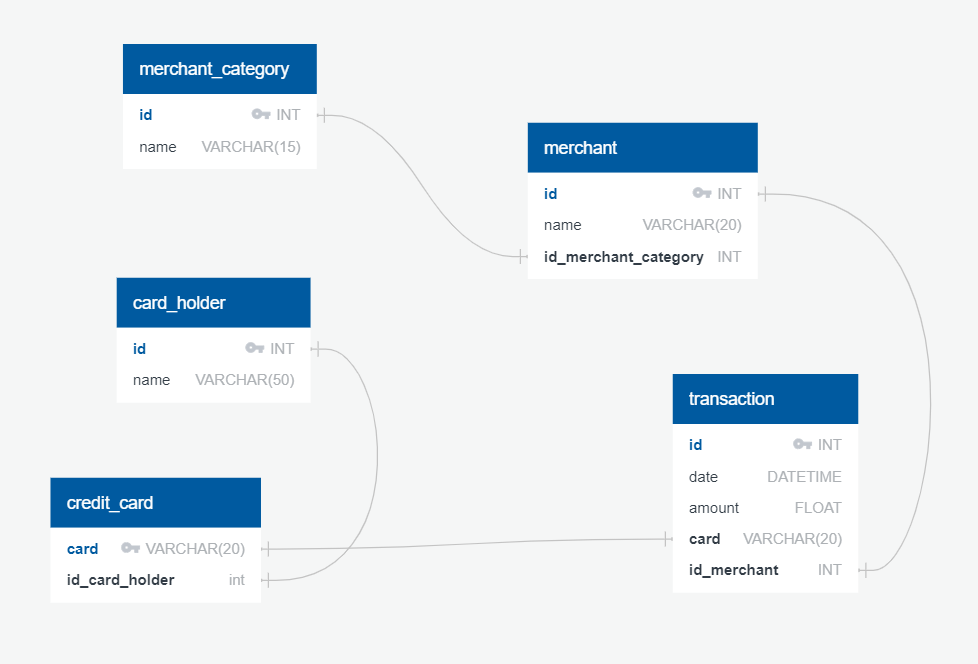 merchant_category
id INT
name VARCHAR(15)
merchant
id INT
name VARCHAR(20)
id_merchant_category INT
card_holder
id INT
name VARCHAR(50)
transaction
id INT
date DATETIME
amount FLOAT
card VARCHAR(20)
id_merchant INT
credit_card
card VARCHAR(20)
id_card_holder int